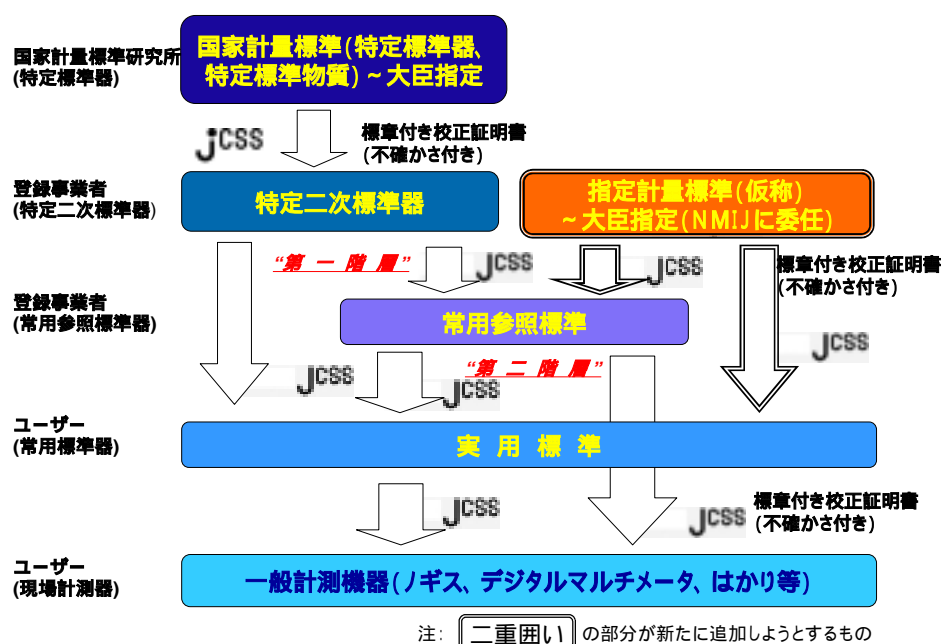 国家計量標準研究所
(特定標準器)
国家計量標準(特定標準器、
特定標準物質)~大臣指定
jCSS
標章付き校正証明書
(不確かさ付き)
登録事業者
(特定二次標準器)
特定二次標準器
指定計量標準(仮称)
~大臣指定(NMIJに委任)
“第 一 階 層”
JCSS
JCSS
標章付き校正証明書
(不確かさ付き)
登録事業者
(常用参照標準器)
常用参照標準
JCSS
“第 二 階 層”
JCSS
JCSS
ユーザー
(常用標準器)
実 用 標 準
JCSS
JCSS
標章付き校正証明書
(不確かさ付き)
ユーザー
(現場計測器)
一般計測機器(ノギス、デジタルマルチメータ、はかり等)
注: 二重囲い の部分が新たに追加しようとするもの